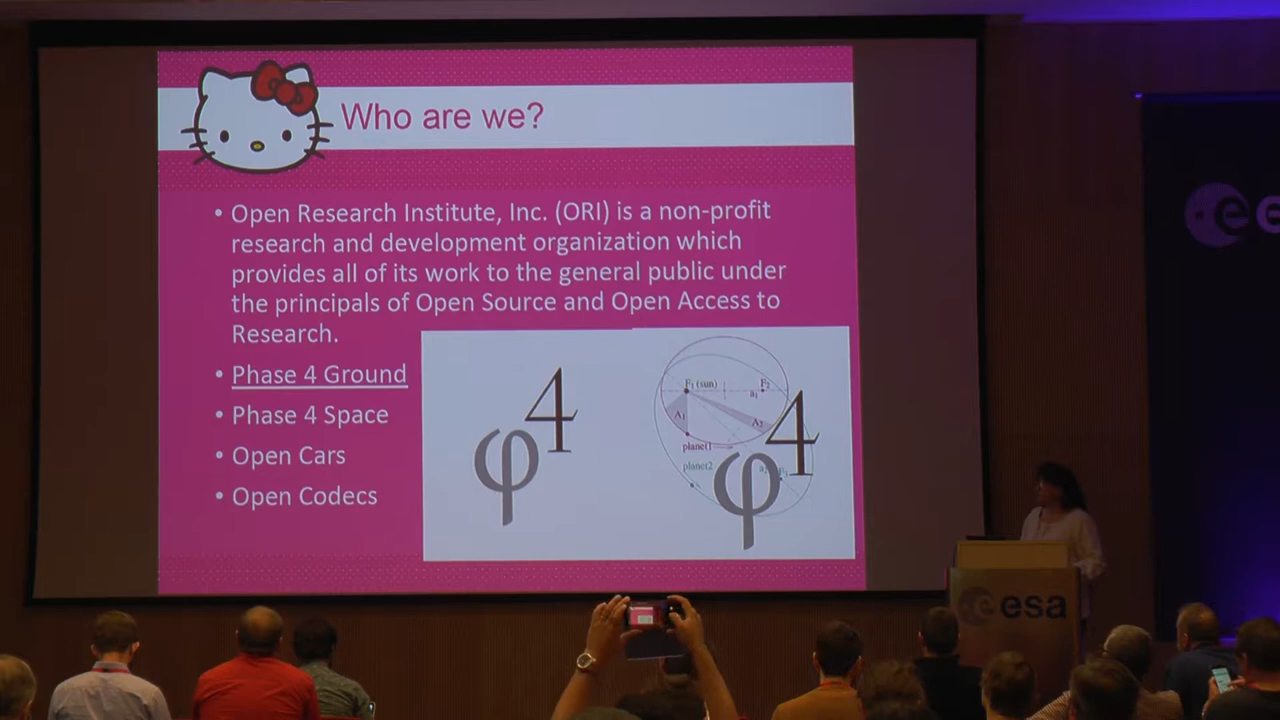 Who are we?
• Open Research Institute, Inc. (ORI) is a non-profit
research and development organization which
provides all of its work to the general public under
the principals of Open Source and Open Access to
Research.
• Phase 4 Ground
• Phase 4 Space
• Open Cars
• Open Codecs
φ4
F1 (sun)
F2
a1
A1
A2
planet1
planet2
φ4
esa